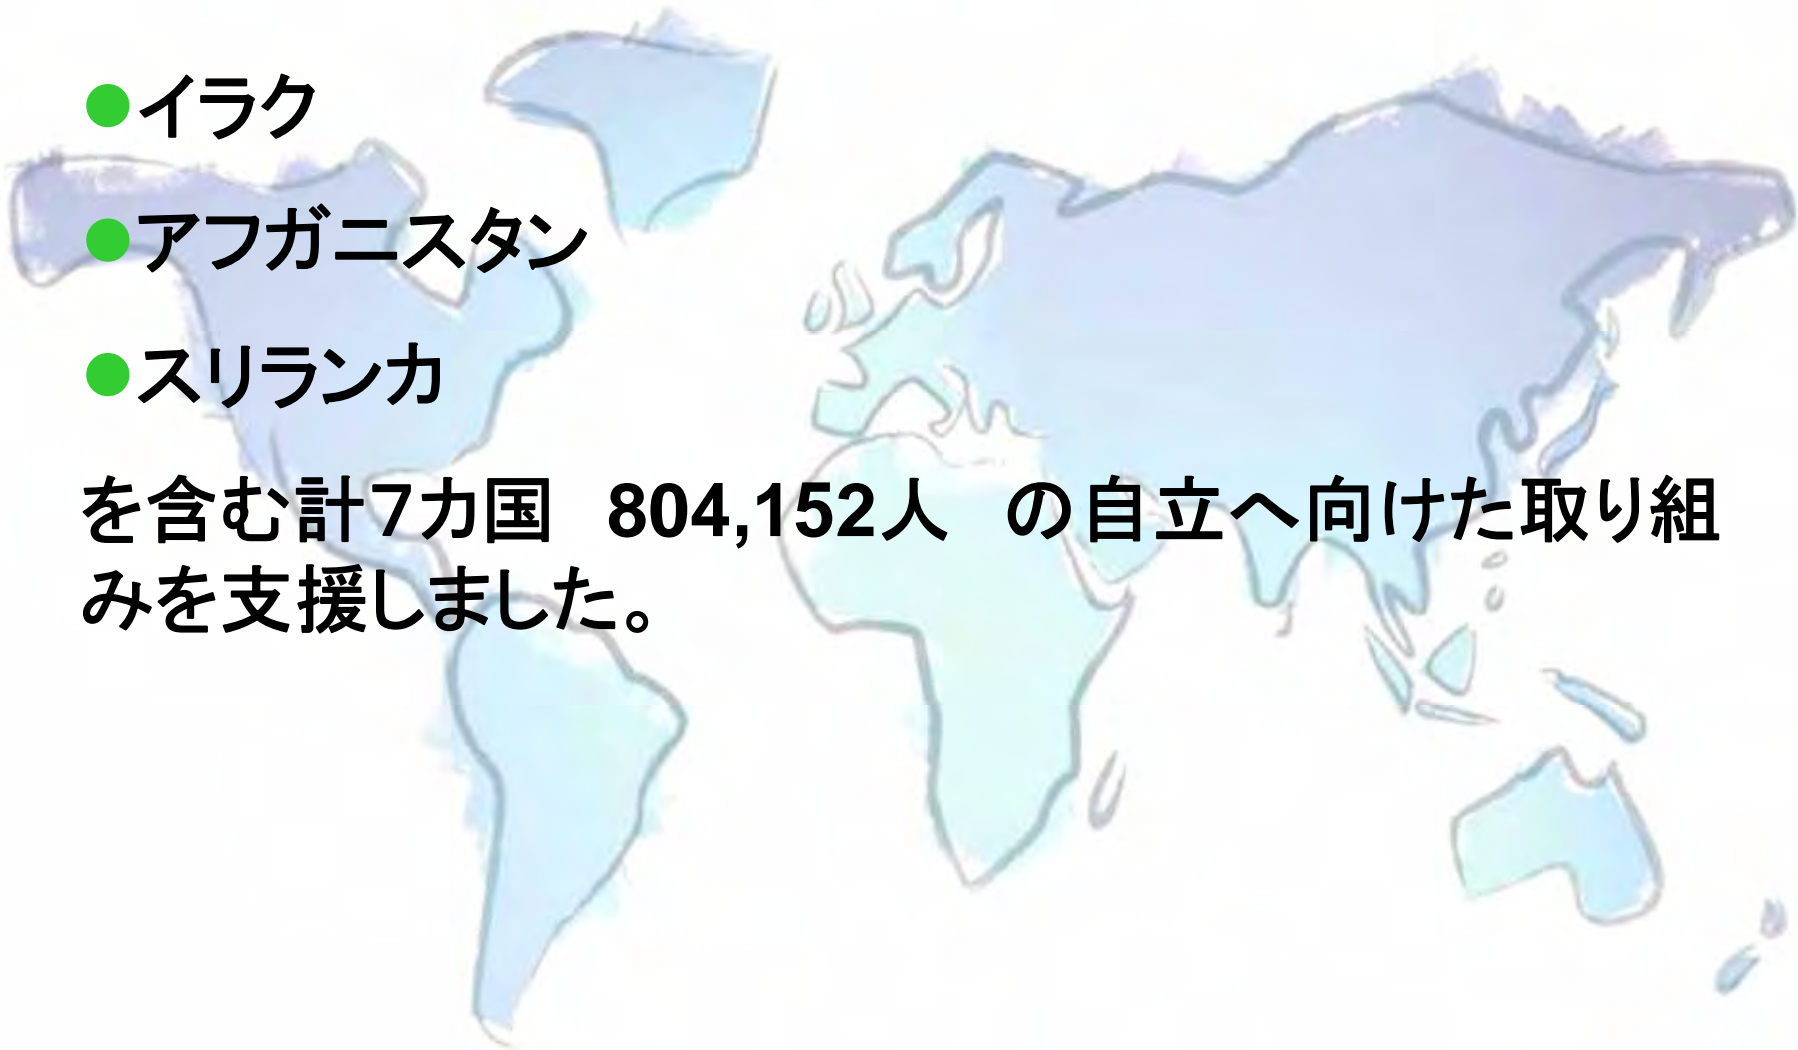 ●イラク
●アフガニスタン
●スリランカ
を含む計7カ国　804,152人　の自立へ向けた取り組
みを支援しました。